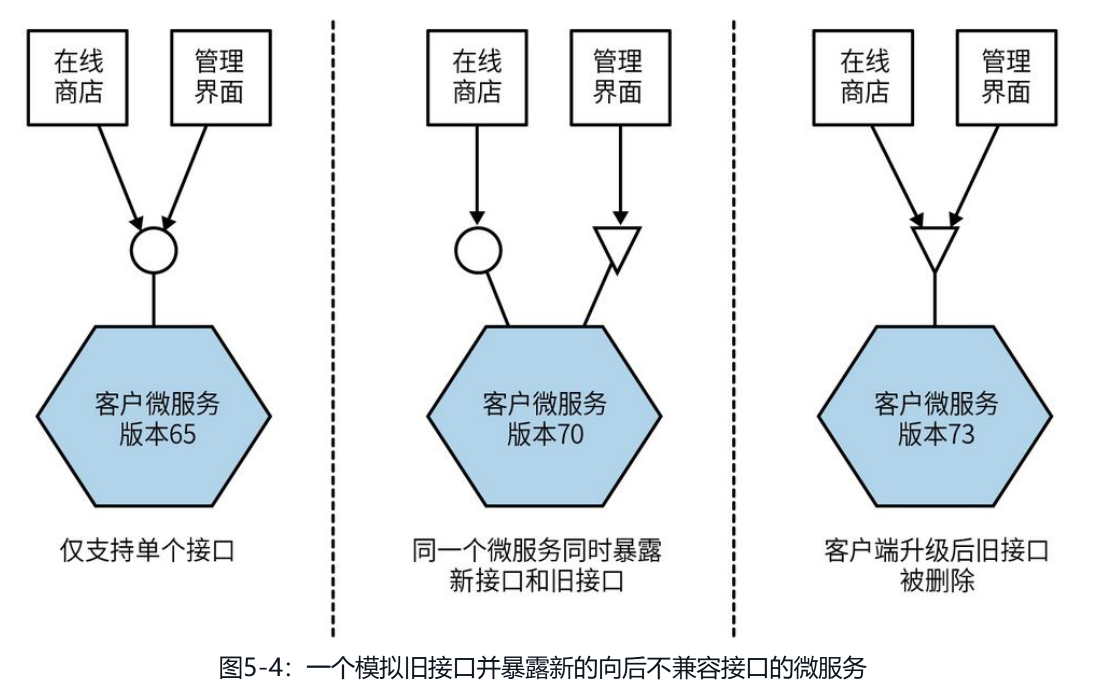 在线
商店
管理
界面
客户微服务
版本65
仅支持单个接口
在线
商店
管理
界面
客户微服务
版本70
同一个微服务同时暴露
新接口和旧接口
在线
商店
管理
界面
客户微服务
版本73
客户端升级后旧接口
被删除
图5-4：一个模拟旧接口并暴露新的向后不兼容接口的微服务